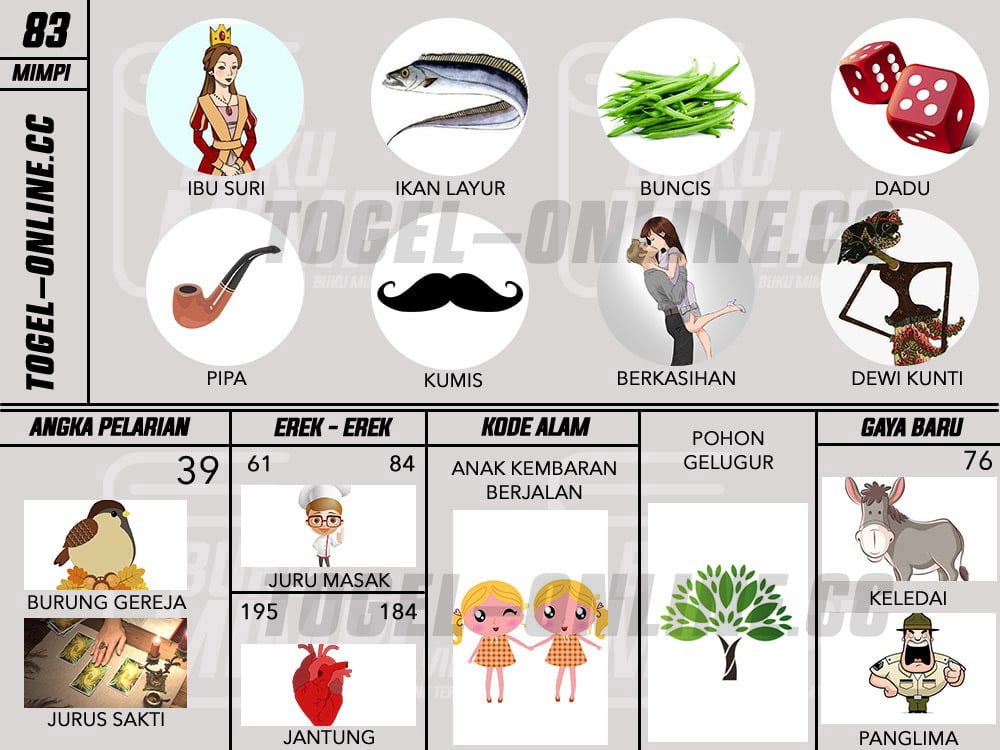 83
MIMPI
TOGEL-ONLINE.CC
IBU SURI
IKAN LAYUR
BUNCIS
DADU
TOGEL-ONLINE.CC
BUKU MIMPI
PIPA
KUMIS
BERKASIHAN
DEWI KUNTI
ANGKA PELARIAN
39
BURUNG GEREJA
JURUS SAKTI
EREK - EREK
61 84
JURU MASAK
195 184
JANTUNG
KODE ALAM
ANAK KEMBARAN
BERJALAN
POHON
GELUGUR
GAYA BARU
76
KELEDAI
PANGLIMA
TOGEL-ONLINE.CC